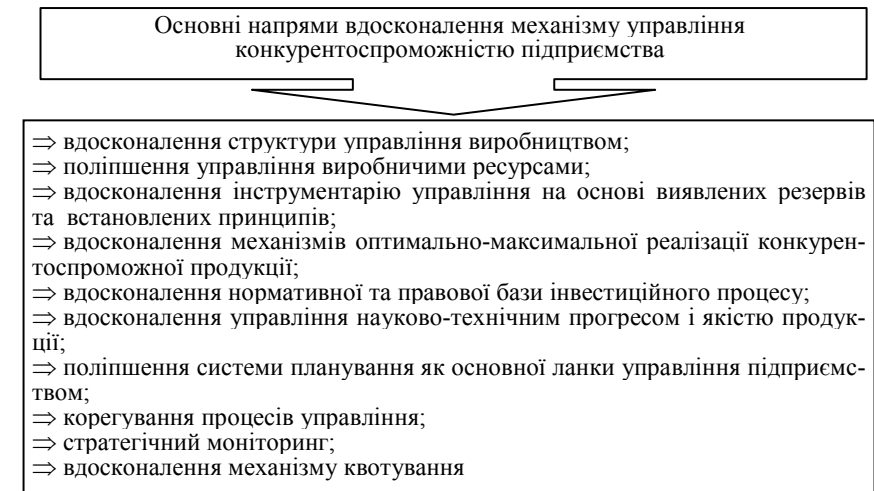 Основні напрями вдосконалення механізму управління
конкурентоспроможністю підприємства
⇒ вдосконалення структури управління виробництвом;
⇒ поліпшення управління виробничими ресурсами;
⇒ вдосконалення інструментарію управління на основі виявлених резервів
та встановлених принципів;
⇒ вдосконалення механізмів оптимально-максимальної реалізації конкурен-
тоспроможної продукції;
⇒ вдосконалення нормативної та правової бази інвестиційного процесу;
⇒ вдосконалення управління науково-технічним прогресом і якістю продук-
ції;
⇒ поліпшення системи планування як основної ланки управління підприємс-
твом;
⇒ корегування процесів управління;
⇒ стратегічний моніторинг;
⇒ вдосконалення механізму квотування